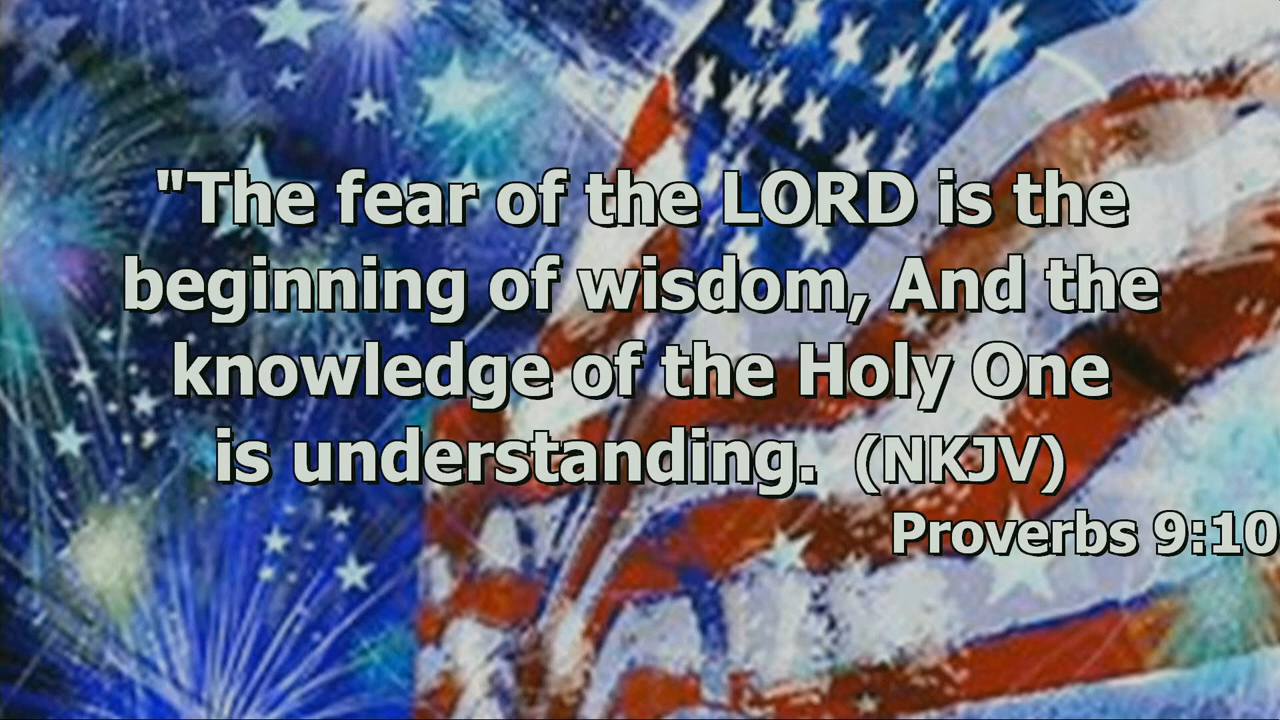 "The fear of the LORD is the
beginning of wisdom, And the
knowledge of the Holy One
is understanding. (NKJV)
Proverbs 9:10